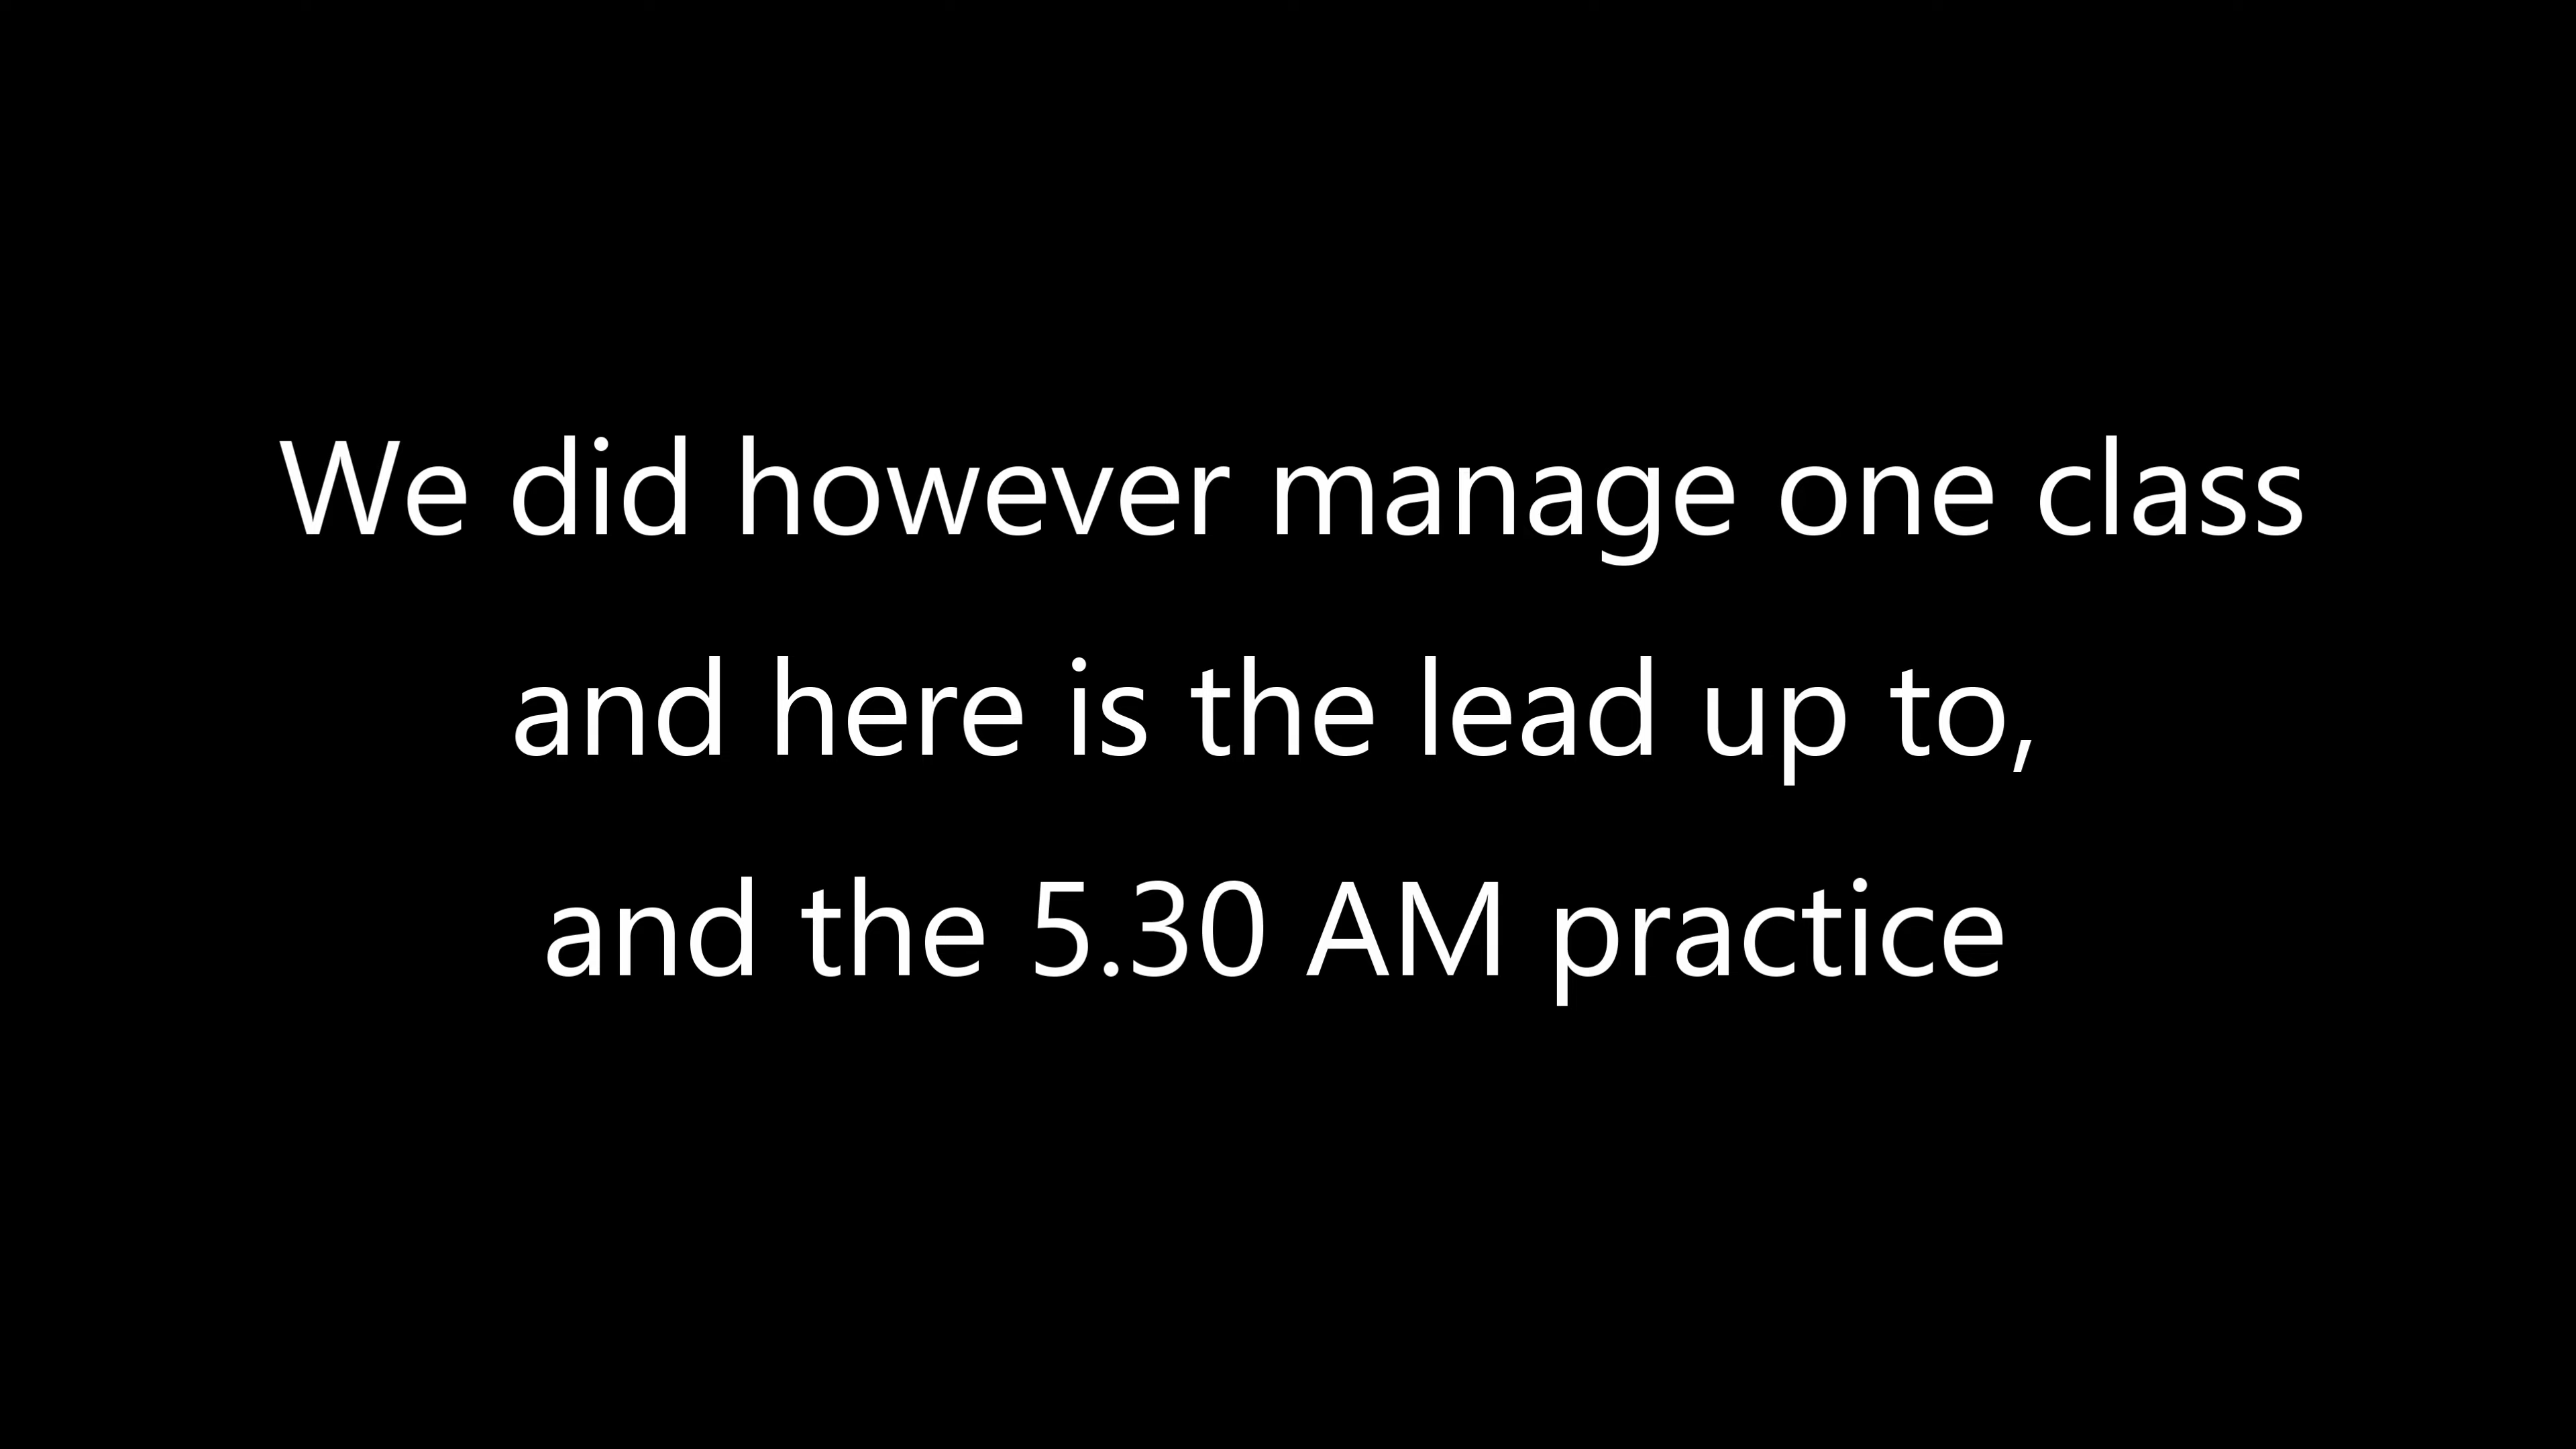 We did however manage one class
and here is the lead up to,
and the 5.30 AM practice